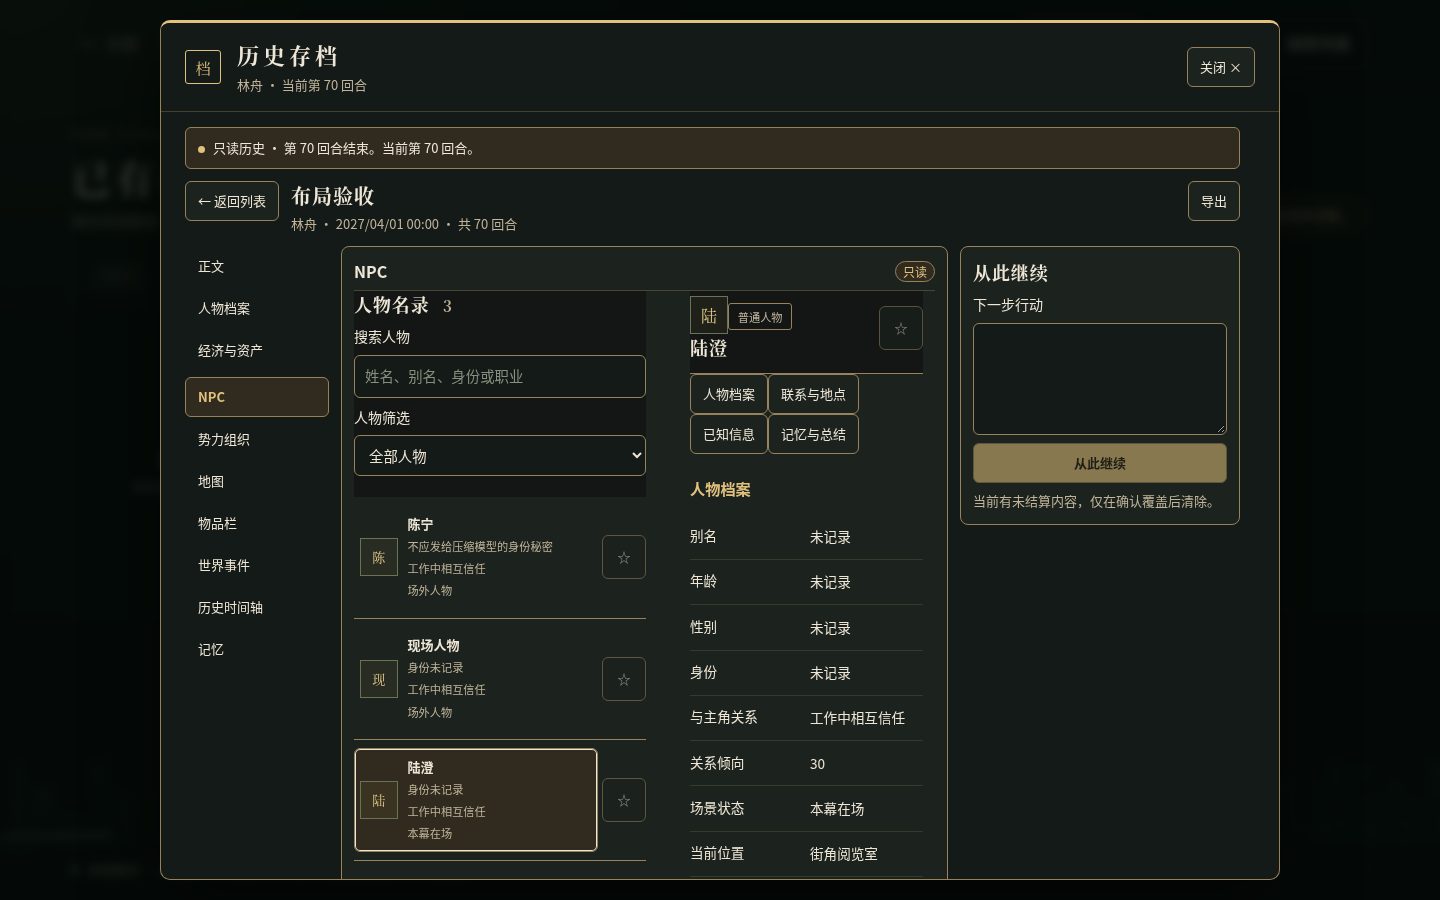 档
历史存档
林舟 · 当前第 70 回合
关闭 ×
只读历史 · 第 70 回合结束。当前第 70 回合。
← 返回列表
布局验收
林舟 · 2027/04/01 00:00 · 共 70 回合
导出
正文
人物档案
经济与资产
NPC
势力组织
地图
物品栏
世界事件
历史时间轴
记忆
NPC
只读
人物名录 3
搜索人物
姓名、别名、身份或职业
人物筛选
全部人物
陈
陈宁
不应发给压缩模型的身份秘密
工作中相互信任
场外人物
☆
现
现场人物
身份未记录
工作中相互信任
场外人物
☆
陆
陆澄
身份未记录
工作中相互信任
本幕在场
☆
陆
普通人物
陆澄
☆
人物档案
联系与地点
已知信息
记忆与总结
人物档案
别名 未记录
年龄 未记录
性别 未记录
身份 未记录
与主角关系 工作中相互信任
关系倾向 30
场景状态 本幕在场
当前位置 街角阅览室
从此继续
下一步行动
从此继续
当前有未结算内容，仅在确认覆盖后清除。